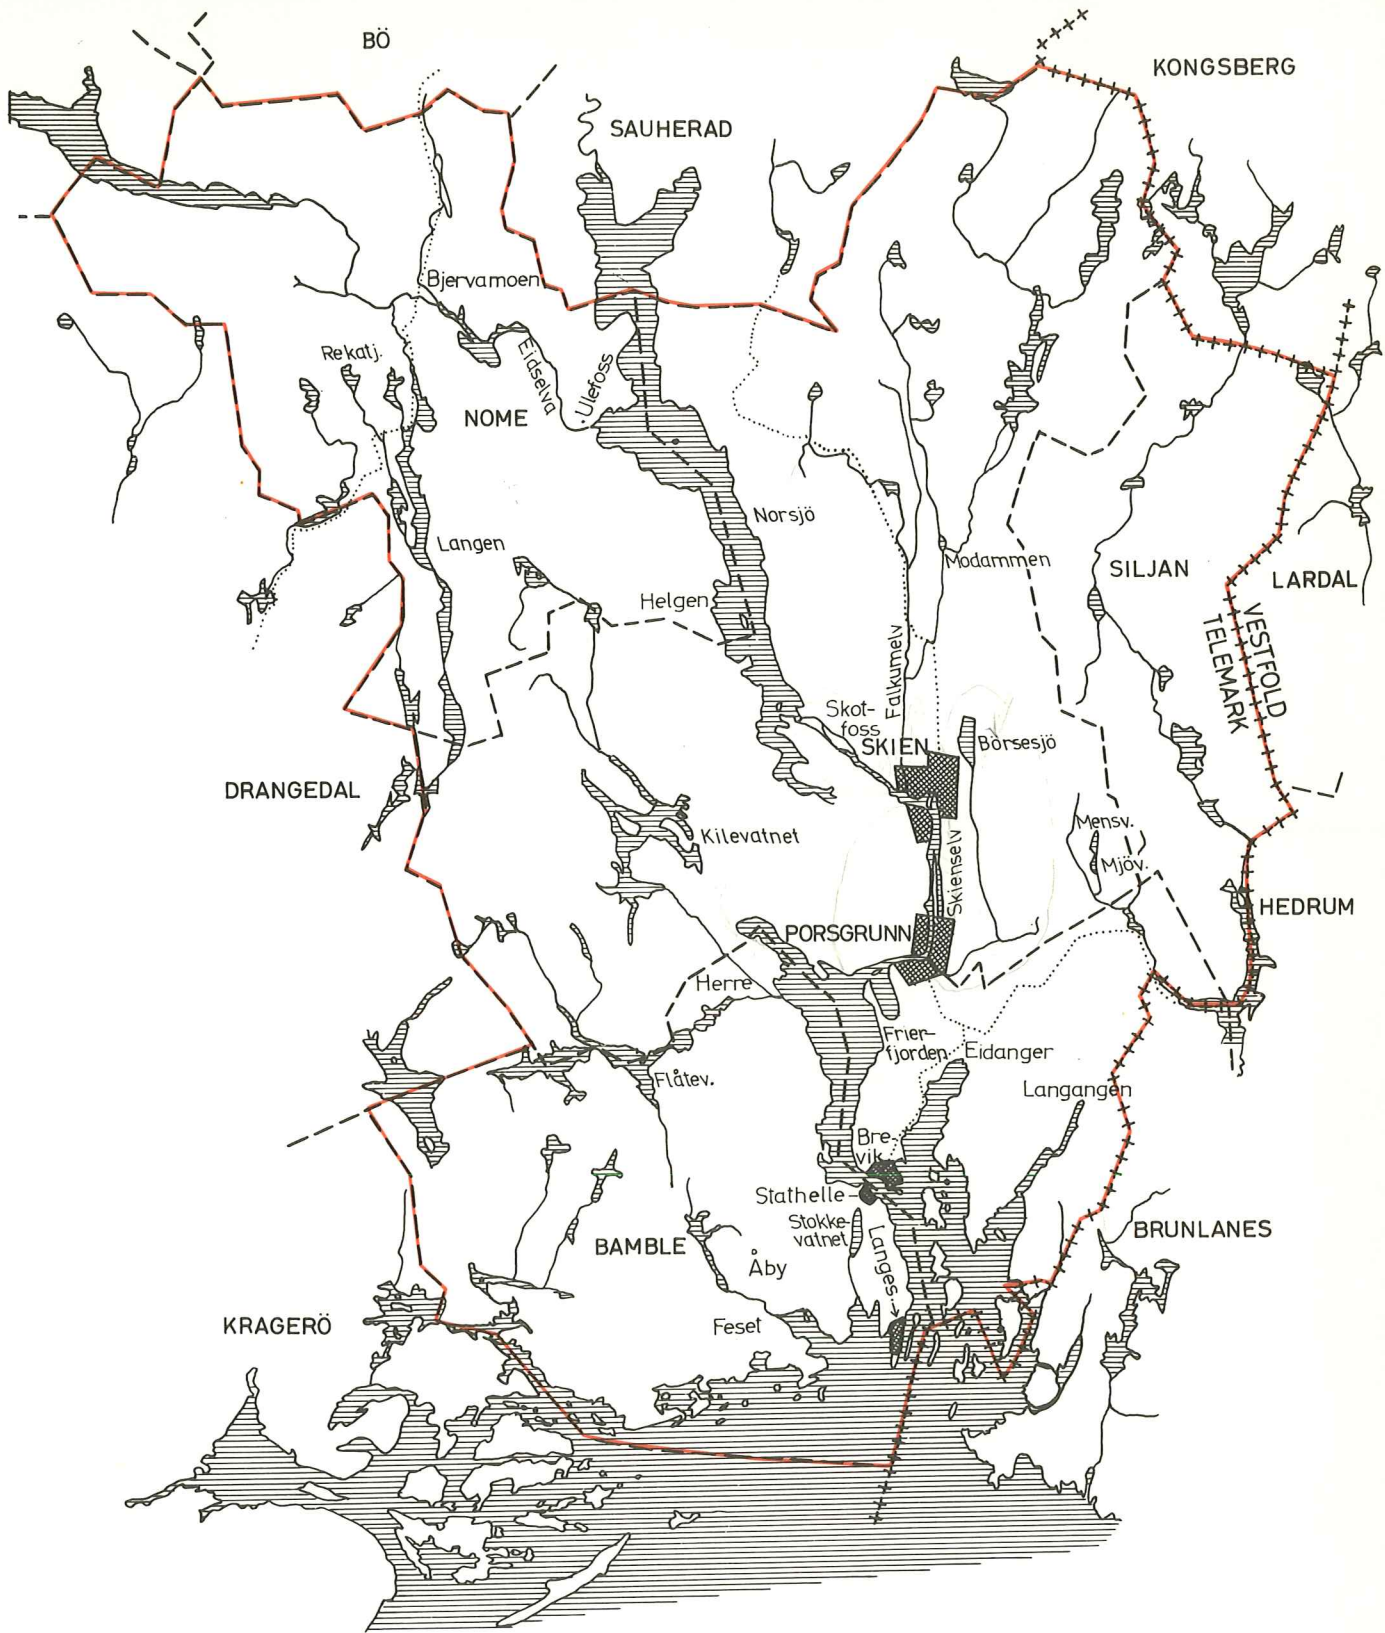 BÖ
KONGSBERG
SAUHERAD
Bjervamoen
Rekatj.
Eidselva
Ulefoss
NOME
Norsjö
Langen
Modammen
SILJAN
LARDAL
Helgen
Falkumelv
VESTFOLD
TELEMARK
Skot-
foss
SKIEN
Börsesjö
DRANGEDAL
Kilevatnet
Skienselv
Mensv.
Mjöv.
HEDRUM
PORSGRUNN
Herre
Frier-
fjorden
Eidanger
Flåtev.
Langangen
Bre-
vik
Stathelle
Stokke-
vatnet
Langes.
BRUNLANES
BAMBLE
Åby
Feset
KRAGERÖ